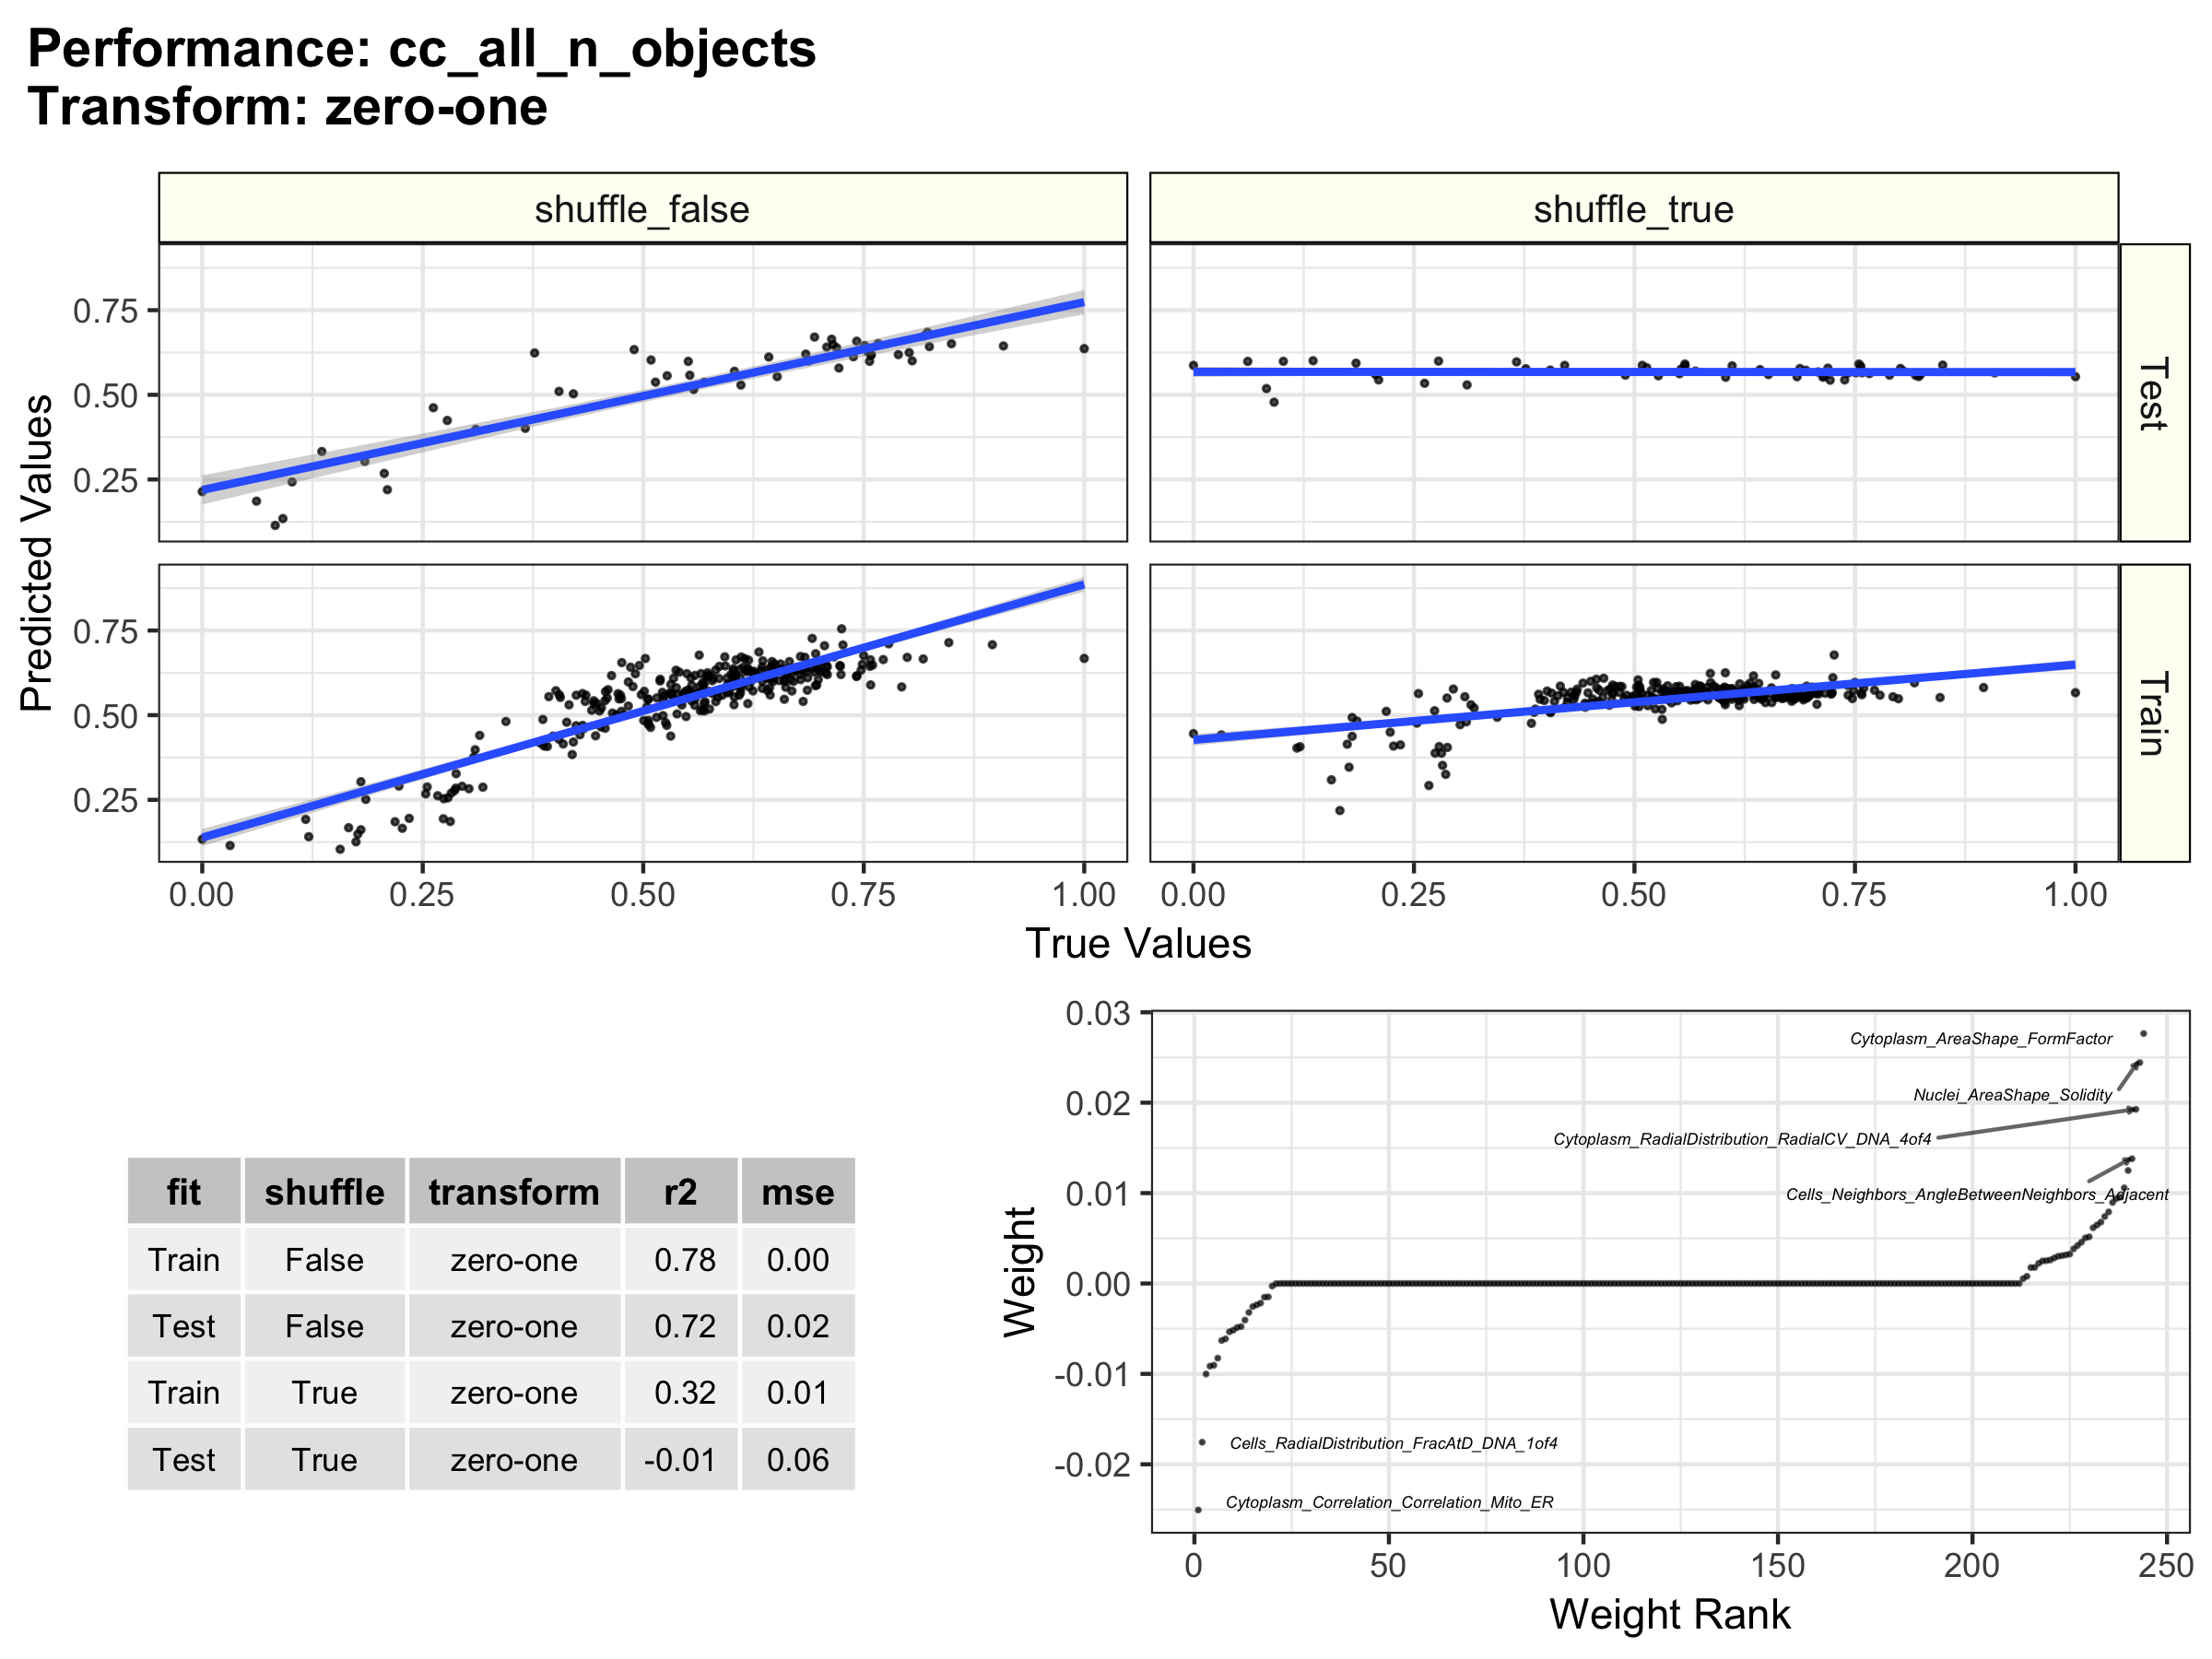 Performance: cc_all_n_objects
Transform: zero-one
shuffle_false
shuffle_true
Predicted Values
0.75
0.50
0.25
Test
0.75
0.50
0.25
Train
0.00 0.25 0.50 0.75 1.00
0.00 0.25 0.50 0.75 1.00
True Values
fit shuffle transform r2 mse
Train False zero-one 0.78 0.00
Test False zero-one 0.72 0.02
Train True zero-one 0.32 0.01
Test True zero-one -0.01 0.06
Weight
0.03
0.02
0.01
0.00
-0.01
-0.02
Cytoplasm_AreaShape_FormFactor
Nuclei_AreaShape_Solidity
Cytoplasm_RadialDistribution_RadialCV_DNA_4of4
Cells_Neighbors_AngleBetweenNeighbors_Adjacent
Cells_RadialDistribution_FracAtD_DNA_1of4
Cytoplasm_Correlation_Correlation_Mito_ER
0 50 100 150 200 250
Weight Rank